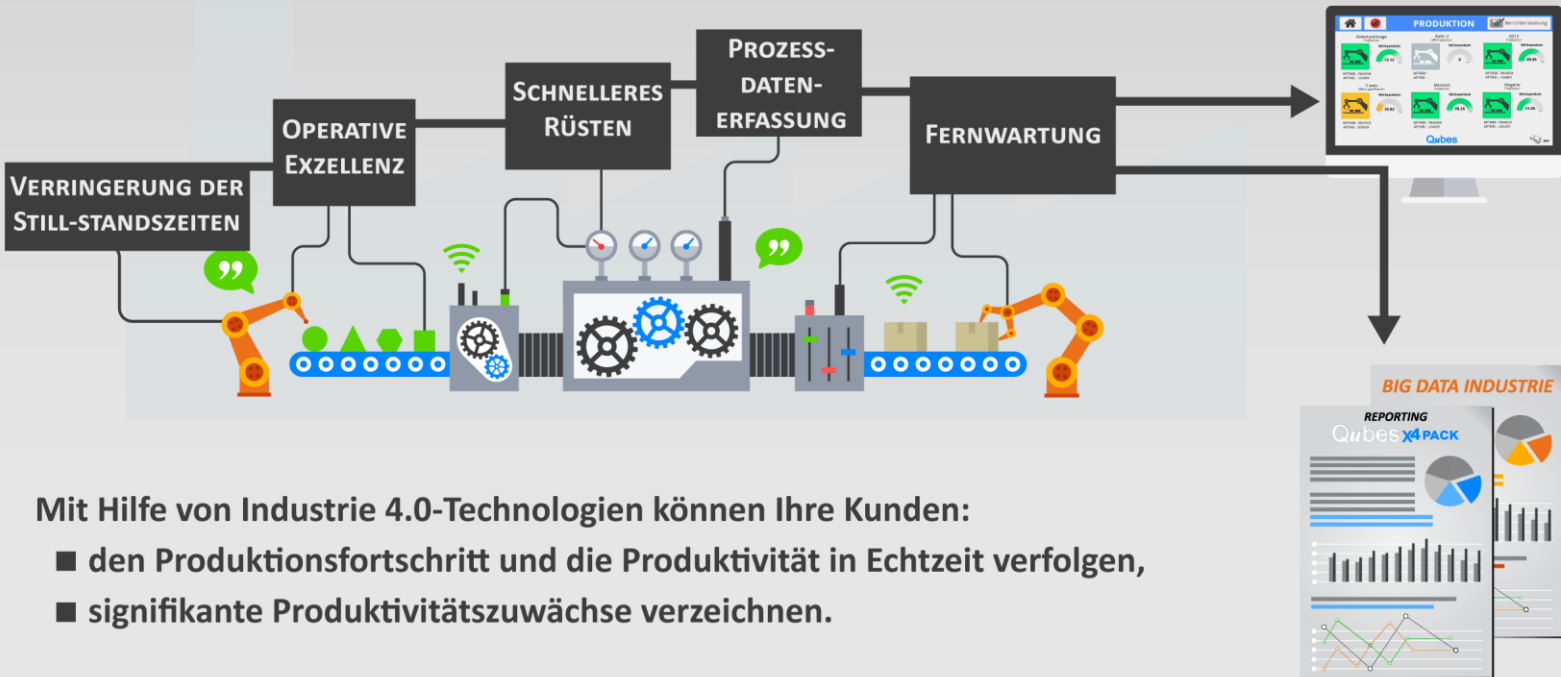 VERRINGERUNG DER
STILL-STANDSZEITEN
OPERATIVE
EXZELLENZ
SCHNELLERES
RÜSTEN
PROZESS-
DATEN-
ERFASSUNG
FERNWARTUNG
PRODUKTION
Berichterstattung
Qubes
BIG DATA INDUSTRIE
REPORTING
Qubes X4 PACK
Mit Hilfe von Industrie 4.0-Technologien können Ihre Kunden:
■ den Produktionsfortschritt und die Produktivität in Echtzeit verfolgen,
■ signifikante Produktivitätszuwächse verzeichnen.